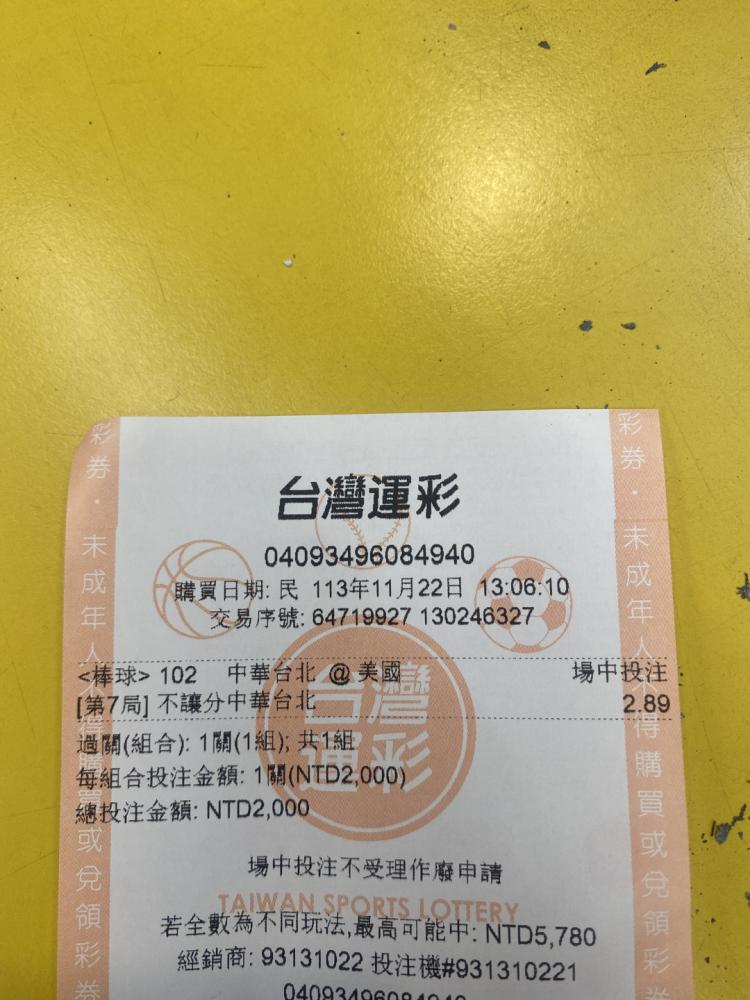 台灣運彩
04093496084940
購買日期: 民 113年11月22日 13:06:10
交易序號: 64719927 130246327
<棒球> 102 中華台北 @ 美國 場中投注
[第7局] 不讓分中華台北 2.89
過關(組合): 1關(1組); 共1組
每組合投注金額: 1關(NTD2,000)
總投注金額: NTD2,000
場中投注不受理作廢申請
TAIWAN SPORTS LOTTERY
若全數為不同玩法,最高可能中: NTD5,780
經銷商: 93131022 投注機#931310221
04093496084940
彩券．未成年人不得購買或兌領彩券
彩券．未成年人不得購買或兌領彩
台灣運彩